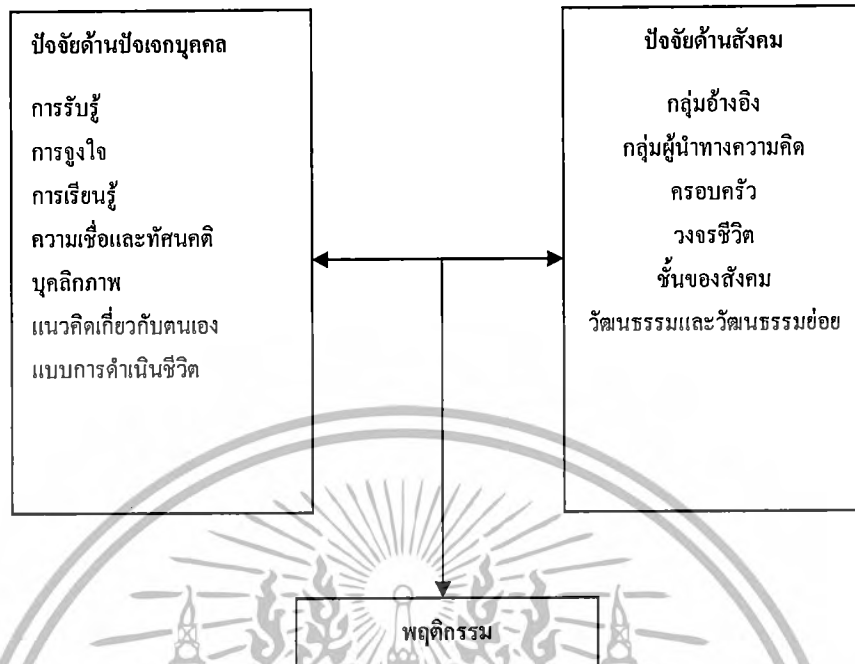 ปัจจัยด้านปัจเจกบุคคล
การรับรู้
การจูงใจ
การเรียนรู้
ความเชื่อและทัศนคติ
บุคลิกภาพ
แนวคิดเกี่ยวกับตนเอง
แบบการดำเนินชีวิต
ปัจจัยด้านสังคม
กลุ่มอ้างอิง
กลุ่มผู้นำทางความคิด
ครอบครัว
วงจรชีวิต
ชั้นของสังคม
วัฒนธรรมและวัฒนธรรมย่อย
พฤติกรรม